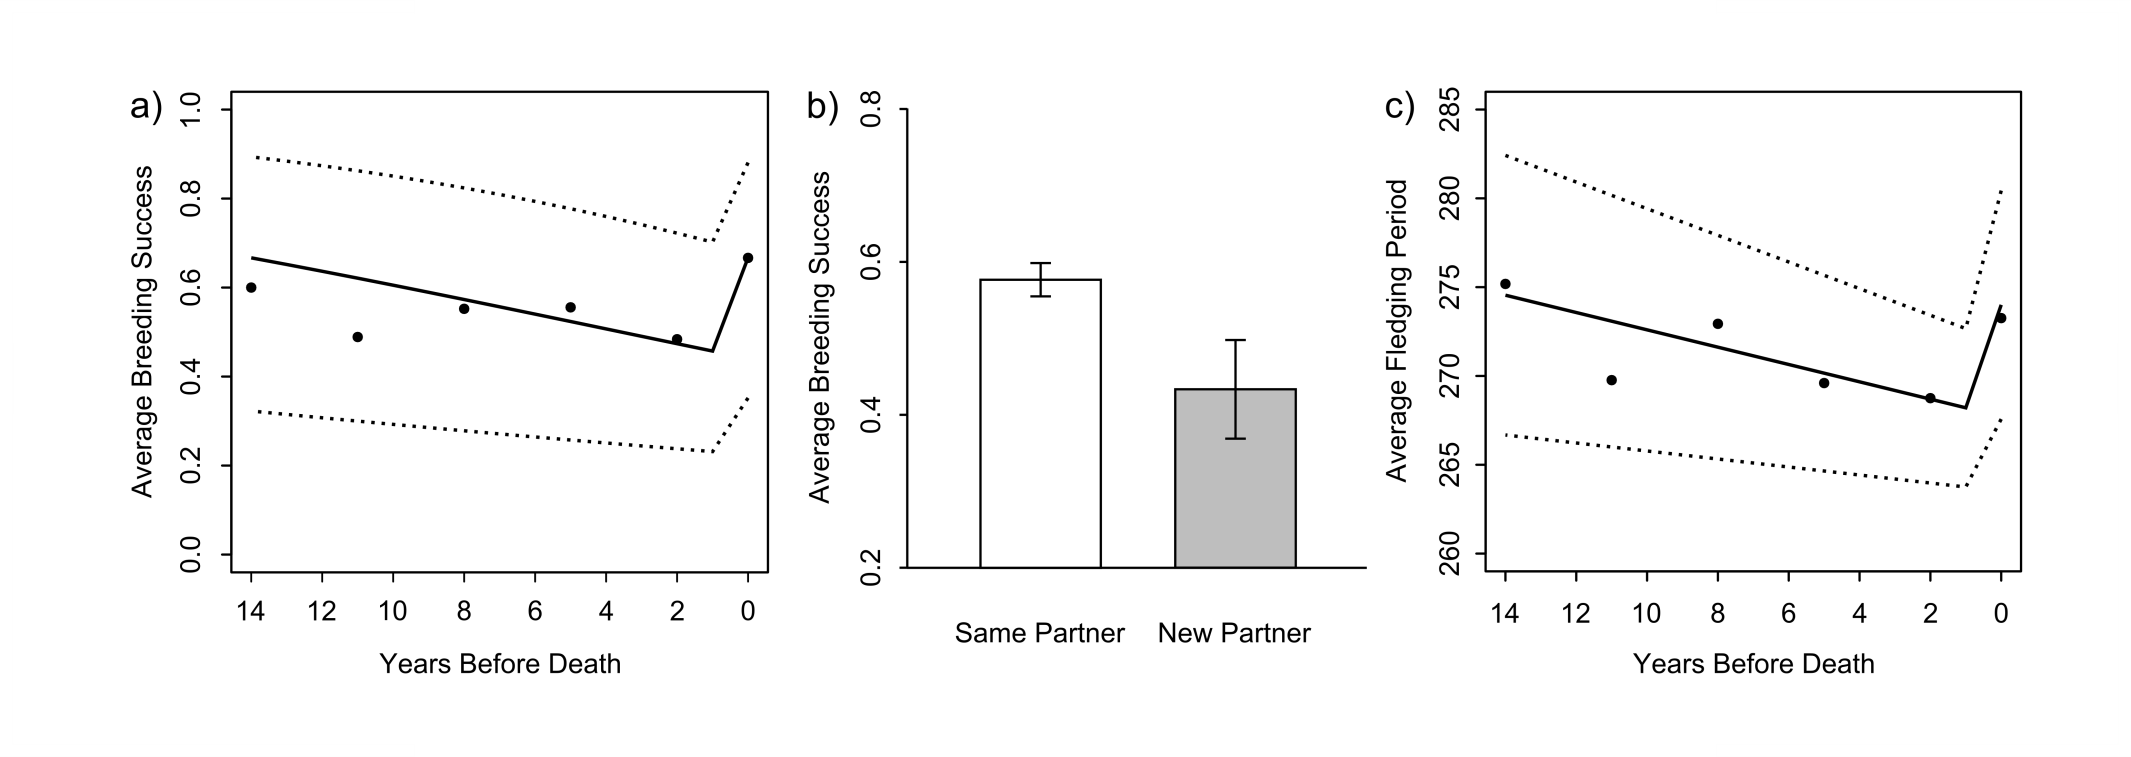 a)
Average Breeding Success
1.0
0.8
0.6
0.4
0.2
0.0
14 12 10 8 6 4 2 0
Years Before Death
b)
Average Breeding Success
0.8
0.6
0.4
0.2
Same Partner New Partner
c)
Average Fledging Period
285
280
275
270
265
260
14 12 10 8 6 4 2 0
Years Before Death